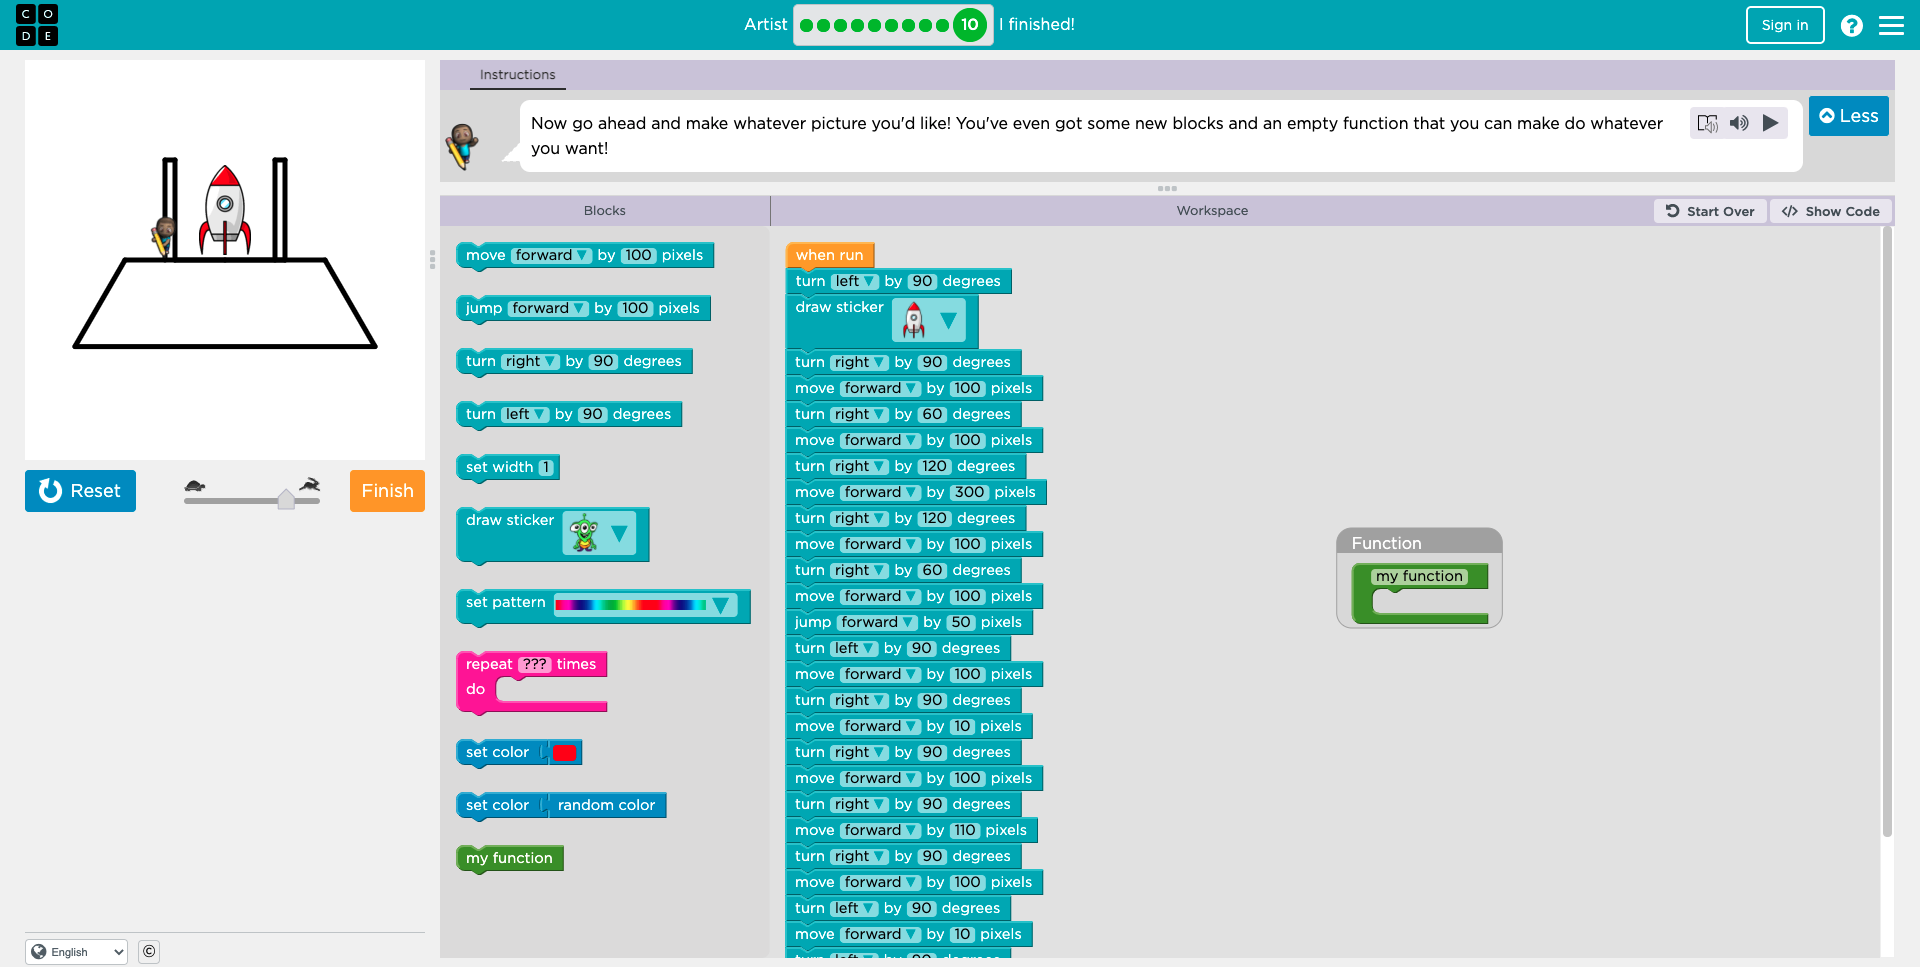 C O
D E
Artist
10
I finished!
Sign in
?
Instructions
Now go ahead and make whatever picture you'd like! You've even got some new blocks and an empty function that you can make do whatever
you want!
Less
Blocks
Workspace
Start Over
</> Show Code
move forward by 100 pixels
jump forward by 100 pixels
turn right by 90 degrees
turn left by 90 degrees
set width 1
draw sticker
set pattern
repeat ??? times
do
set color
set color random color
my function
when run
turn left by 90 degrees
draw sticker
turn right by 90 degrees
move forward by 100 pixels
turn right by 60 degrees
move forward by 100 pixels
turn right by 120 degrees
move forward by 300 pixels
turn right by 120 degrees
move forward by 100 pixels
turn right by 60 degrees
move forward by 100 pixels
jump forward by 50 pixels
turn left by 90 degrees
move forward by 100 pixels
turn right by 90 degrees
move forward by 10 pixels
turn right by 90 degrees
move forward by 100 pixels
turn right by 90 degrees
move forward by 110 pixels
turn right by 90 degrees
move forward by 100 pixels
turn left by 90 degrees
move forward by 10 pixels
turn left by 90 degrees
Function
my function
Reset
Finish
English
©